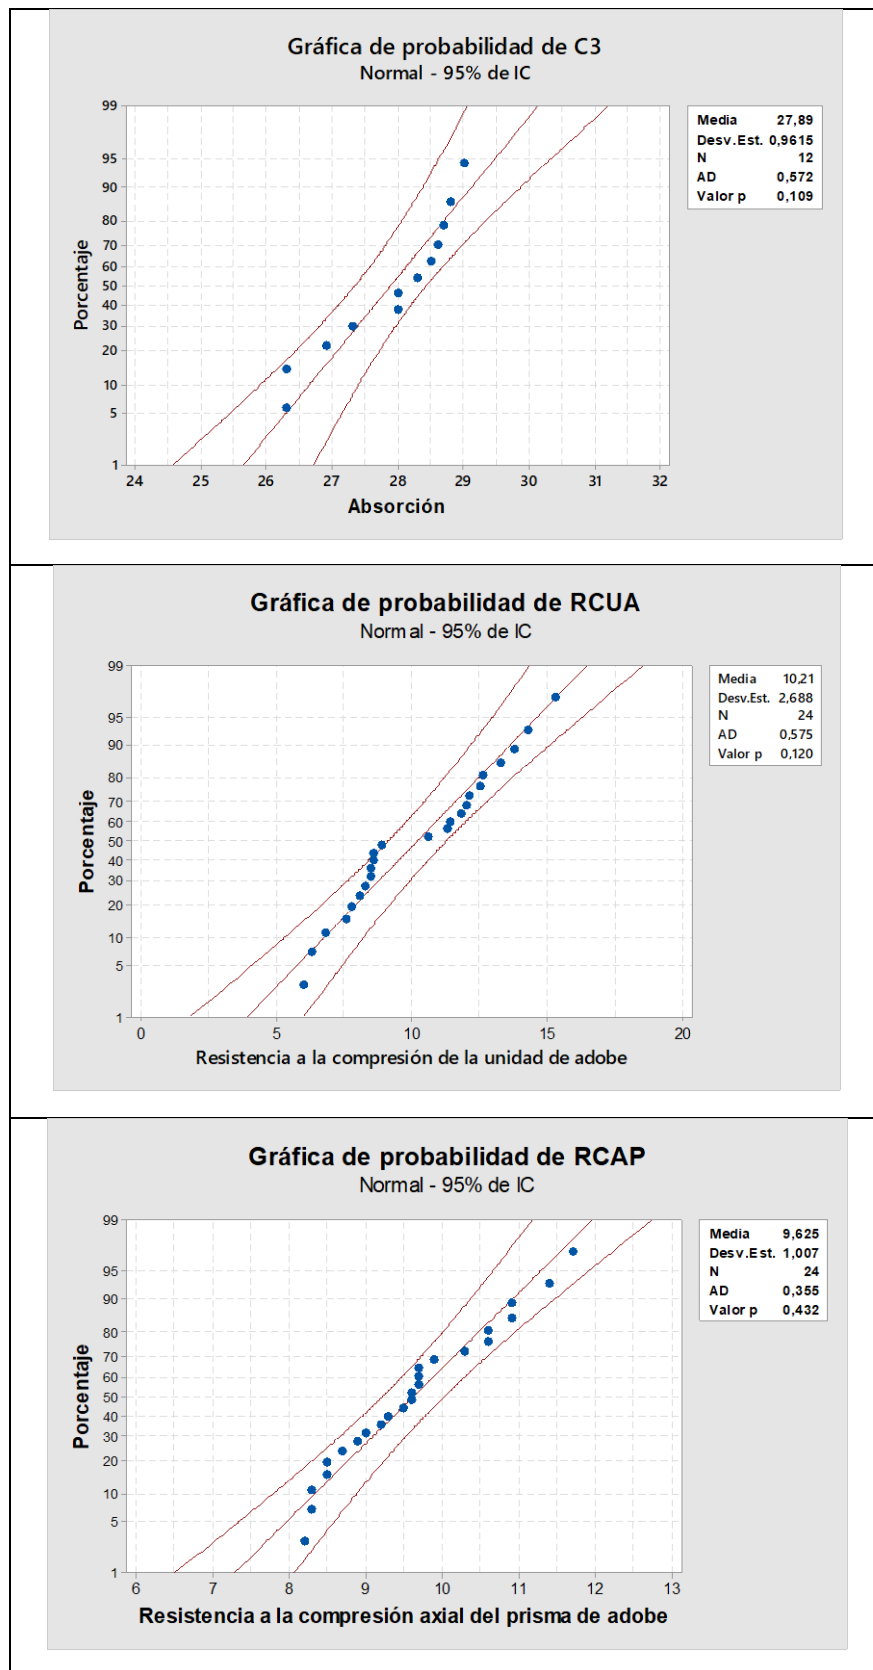 Gráfica de probabilidad de C3
Normal - 95% de IC
Media 27,89
Desv.Est. 0,9615
N 12
AD 0,572
Valor p 0,109
Porcentaje
99
95
90
80
70
60
50
40
30
20
10
5
1
24 25 26 27 28 29 30 31 32
Absorción
Gráfica de probabilidad de RCUA
Normal - 95% de IC
Media 10,21
Desv.Est. 2,688
N 24
AD 0,575
Valor p 0,120
Porcentaje
99
95
90
80
70
60
50
40
30
20
10
5
1
0 5 10 15 20
Resistencia a la compresión de la unidad de adobe
Gráfica de probabilidad de RCAP
Normal - 95% de IC
Media 9,625
Desv.Est. 1,007
N 24
AD 0,355
Valor p 0,432
Porcentaje
99
95
90
80
70
60
50
40
30
20
10
5
1
6 7 8 9 10 11 12 13
Resistencia a la compresión axial del prisma de adobe